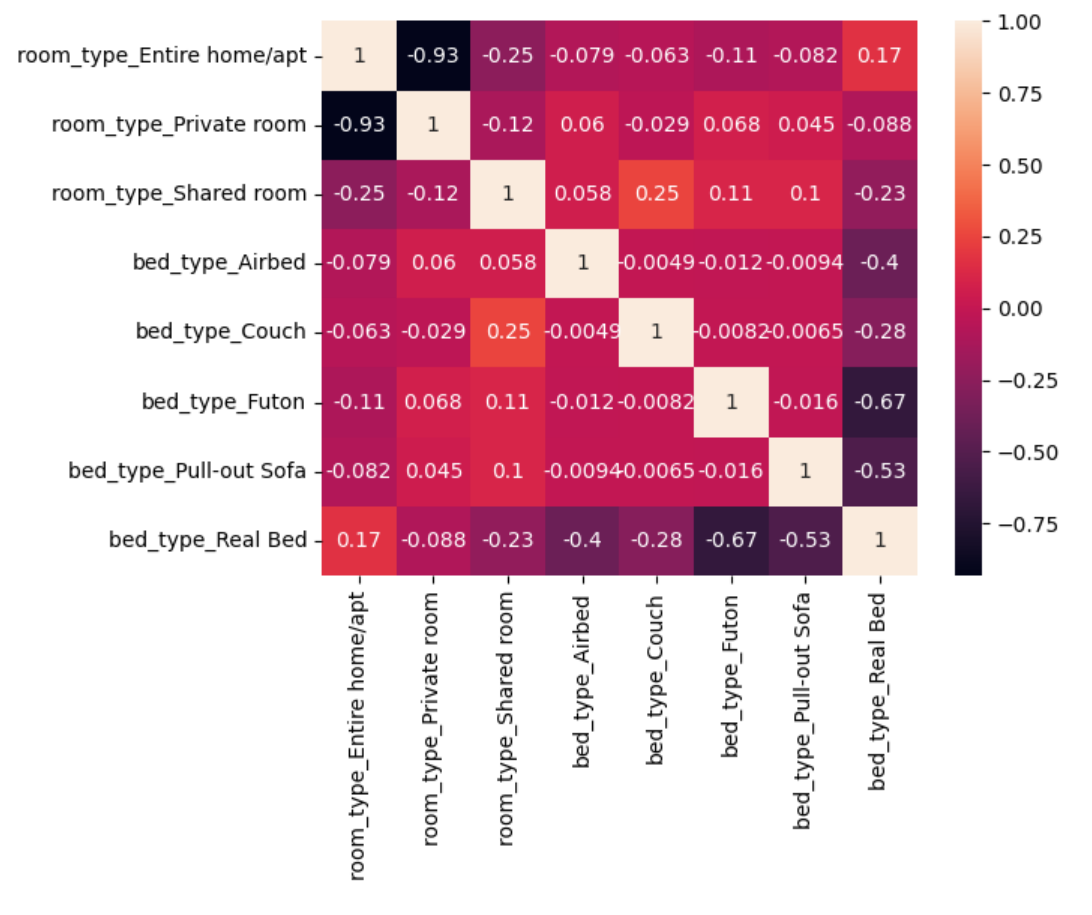 room_type_Entire home/apt 1 -0.93 -0.25 -0.079 -0.063 -0.11 -0.082 0.17
room_type_Private room -0.93 1 -0.12 0.06 -0.029 0.068 0.045 -0.088
room_type_Shared room -0.25 -0.12 1 0.058 0.25 0.11 0.1 -0.23
bed_type_Airbed -0.079 0.06 0.058 1 -0.0049 -0.012 -0.0094 -0.4
bed_type_Couch -0.063 -0.029 0.25 -0.0049 1 -0.0082 -0.0065 -0.28
bed_type_Futon -0.11 0.068 0.11 -0.012 -0.0082 1 -0.016 -0.67
bed_type_Pull-out Sofa -0.082 0.045 0.1 -0.0094 -0.0065 -0.016 1 -0.53
bed_type_Real Bed 0.17 -0.088 -0.23 -0.4 -0.28 -0.67 -0.53 1
room_type_Entire home/apt
room_type_Private room
room_type_Shared room
bed_type_Airbed
bed_type_Couch
bed_type_Futon
bed_type_Pull-out Sofa
bed_type_Real Bed
1.00
0.75
0.50
0.25
0.00
−0.25
−0.50
−0.75